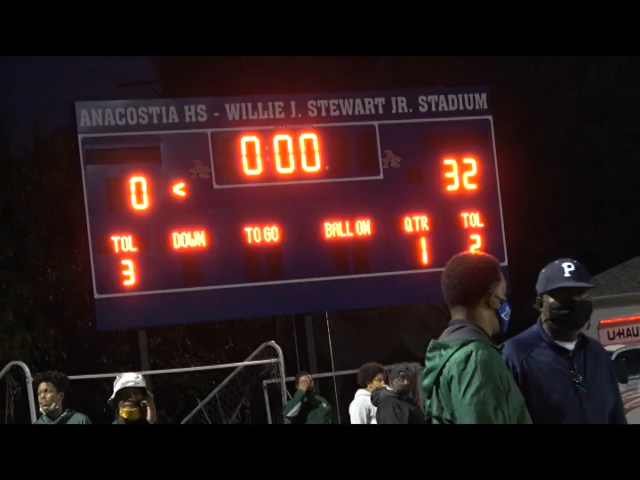 ANACOSTIA HS - WILLIE J. STEWART JR. STADIUM
0:00
0 < 32
TOL DOWN TO GO BALL ON QTR TOL
3 1 2
P
U-HAUL